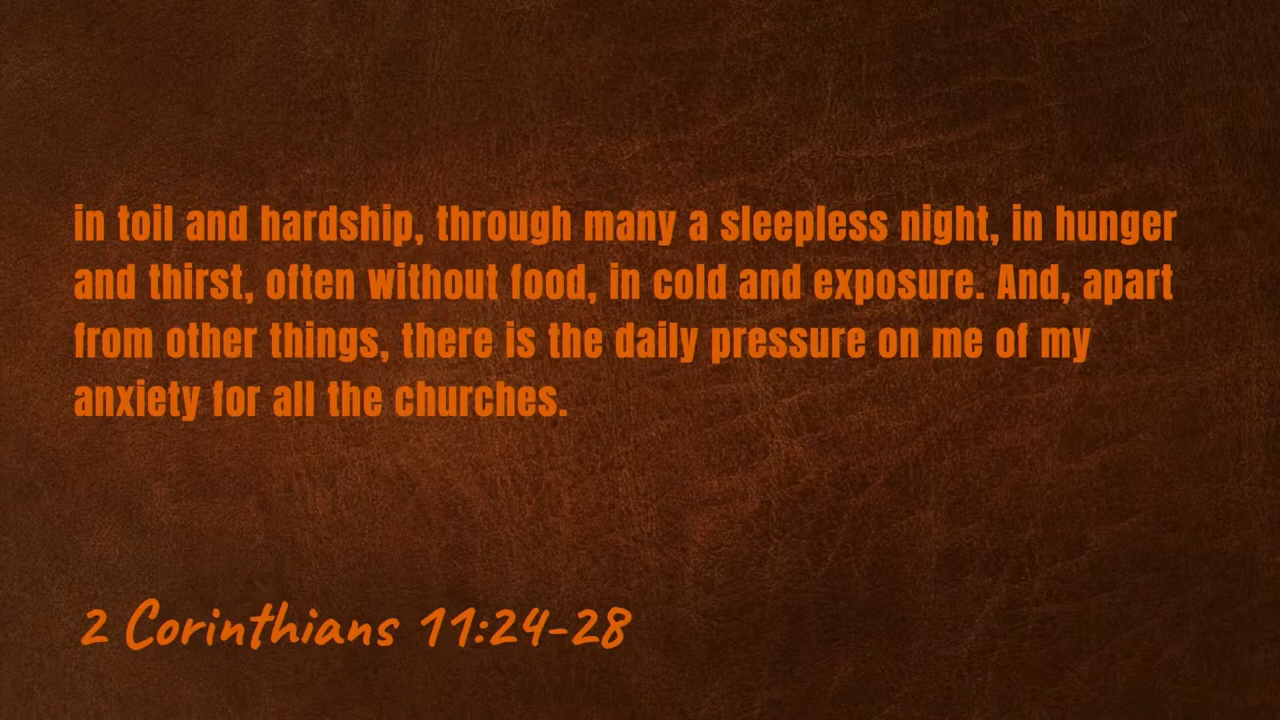 in toil and hardship, through many a sleepless night, in hunger
and thirst, often without food, in cold and exposure. And, apart
from other things, there is the daily pressure on me of my
anxiety for all the churches.
2 Corinthians 11:24-28